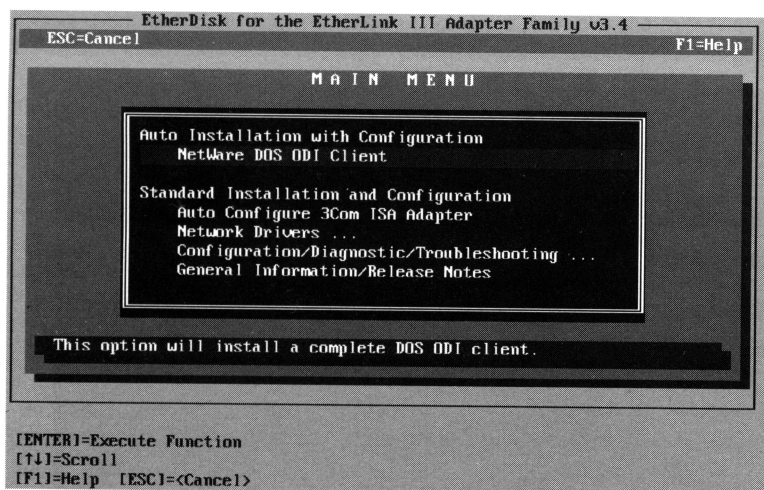 EtherDisk for the EtherLink III Adapter Family v3.4
ESC=Cancel F1=Help
MAIN MENU
Auto Installation with Configuration
NetWare DOS ODI Client
Standard Installation and Configuration
Auto Configure 3Com ISA Adapter
Network Drivers ...
Configuration/Diagnostic/Troubleshooting ...
General Information/Release Notes
This option will install a complete DOS ODI client.
[ENTER]=Execute Function
[↑↓]=Scroll
[F1]=Help [ESC]=<Cancel>